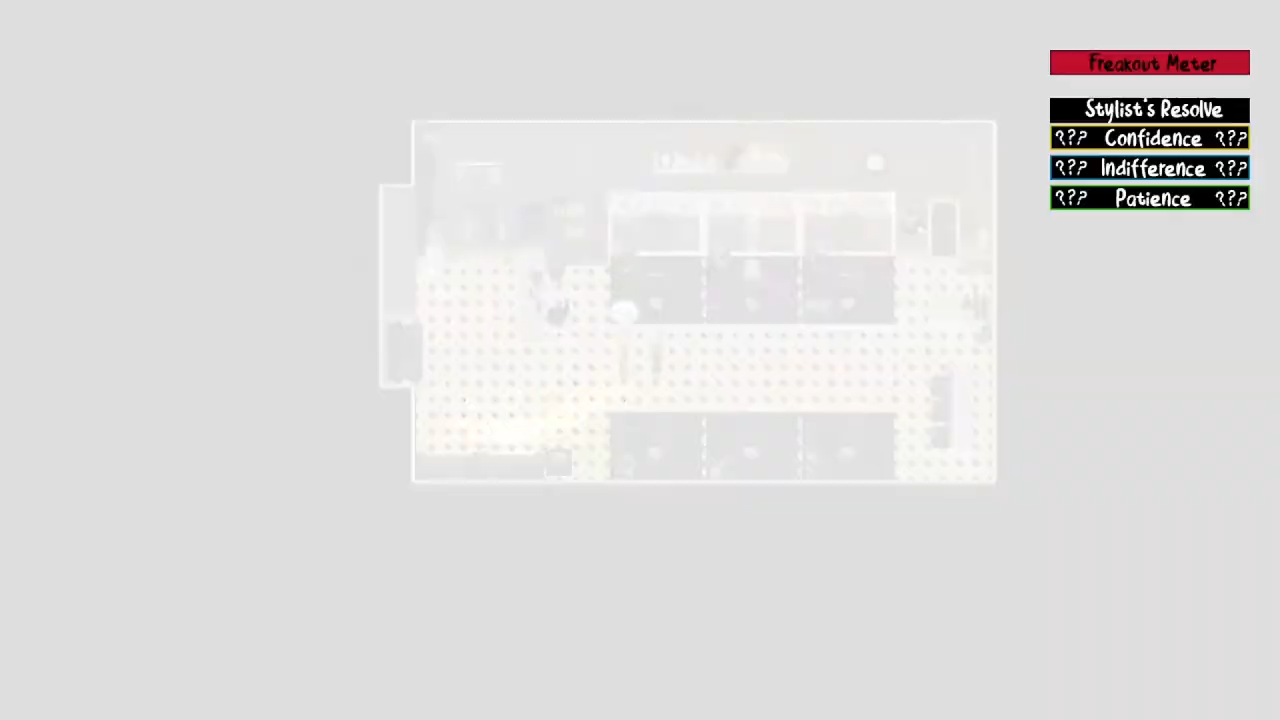 Freakout Meter
Stylist's Resolve
??? Confidence ???
??? Indifference ???
??? Patience ???